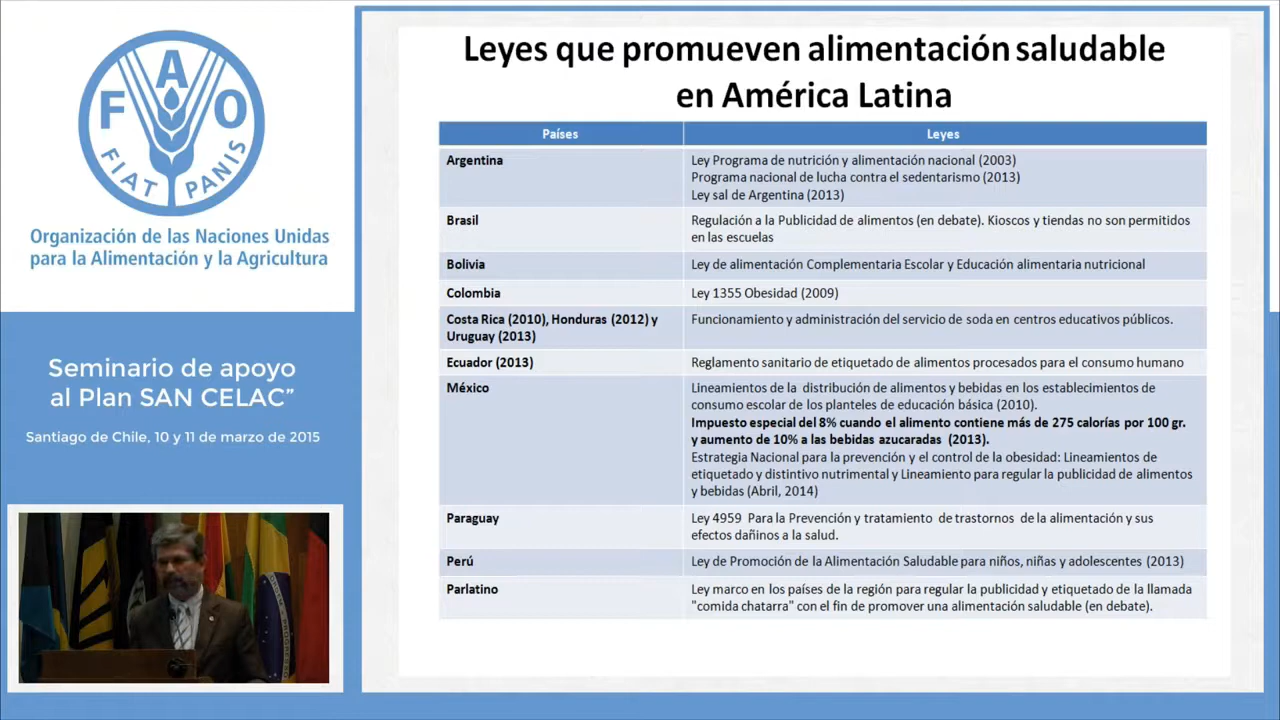 F A O
FIAT PANIS
Organización de las Naciones Unidas
para la Alimentación y la Agricultura
Seminario de apoyo
al Plan SAN CELAC”
Santiago de Chile, 10 y 11 de marzo de 2015
Leyes que promueven alimentación saludable
en América Latina
Países
Leyes
Argentina
Ley Programa de nutrición y alimentación nacional (2003)
Programa nacional de lucha contra el sedentarismo (2013)
Ley sal de Argentina (2013)
Brasil
Regulación a la Publicidad de alimentos (en debate). Kioscos y tiendas no son permitidos
en las escuelas
Bolivia
Ley de alimentación Complementaria Escolar y Educación alimentaria nutricional
Colombia
Ley 1355 Obesidad (2009)
Costa Rica (2010), Honduras (2012) y
Uruguay (2013)
Funcionamiento y administración del servicio de soda en centros educativos públicos.
Ecuador (2013)
Reglamento sanitario de etiquetado de alimentos procesados para el consumo humano
México
Lineamientos de la distribución de alimentos y bebidas en los establecimientos de
consumo escolar de los planteles de educación básica (2010).
Impuesto especial del 8% cuando el alimento contiene más de 275 calorías por 100 gr.
y aumento de 10% a las bebidas azucaradas (2013).
Estrategia Nacional para la prevención y el control de la obesidad: Lineamientos de
etiquetado y distintivo nutrimental y Lineamiento para regular la publicidad de alimentos
y bebidas (Abril, 2014)
Paraguay
Ley 4959 Para la Prevención y tratamiento de trastornos de la alimentación y sus
efectos dañinos a la salud.
Perú
Ley de Promoción de la Alimentación Saludable para niños, niñas y adolescentes (2013)
Parlatino
Ley marco en los países de la región para regular la publicidad y etiquetado de la llamada
"comida chatarra" con el fin de promover una alimentación saludable (en debate).